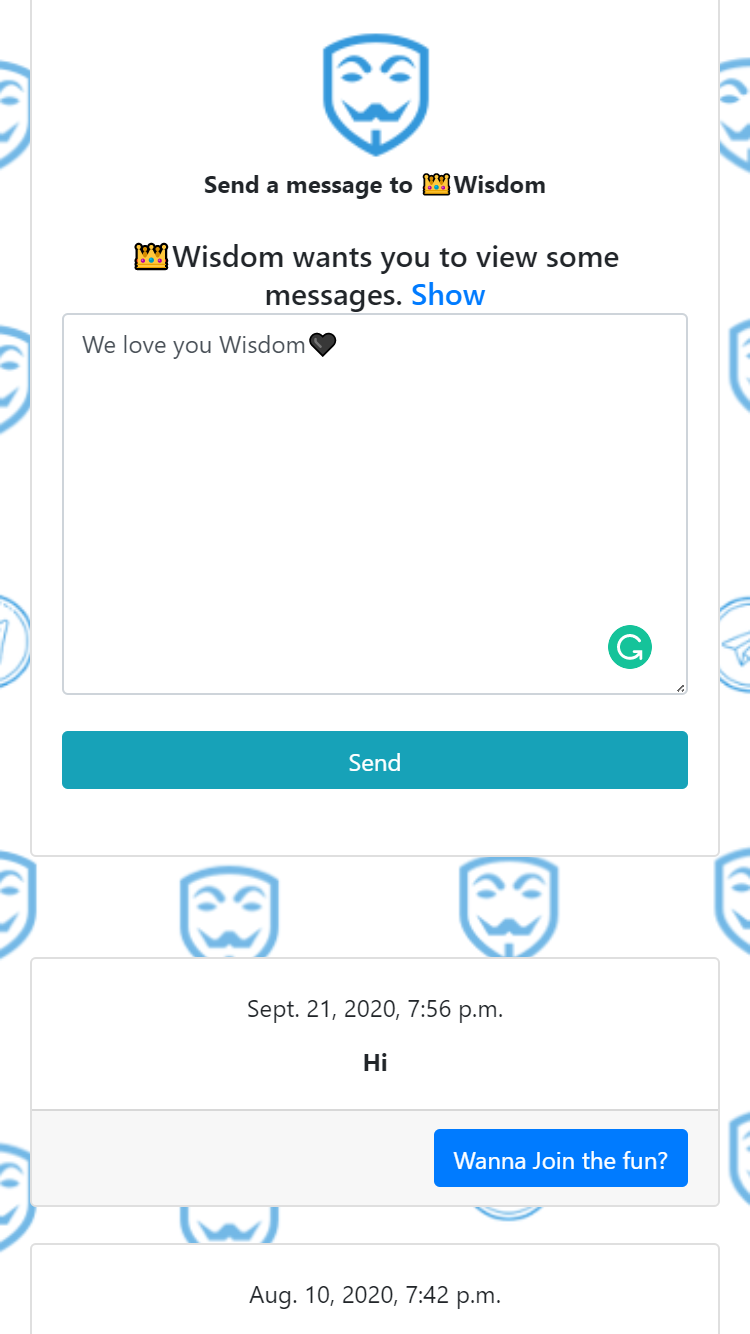 Send a message to 👑Wisdom
👑Wisdom wants you to view some
messages. Show
We love you Wisdom🖤
Send
Sept. 21, 2020, 7:56 p.m.
Hi
Wanna Join the fun?
Aug. 10, 2020, 7:42 p.m.